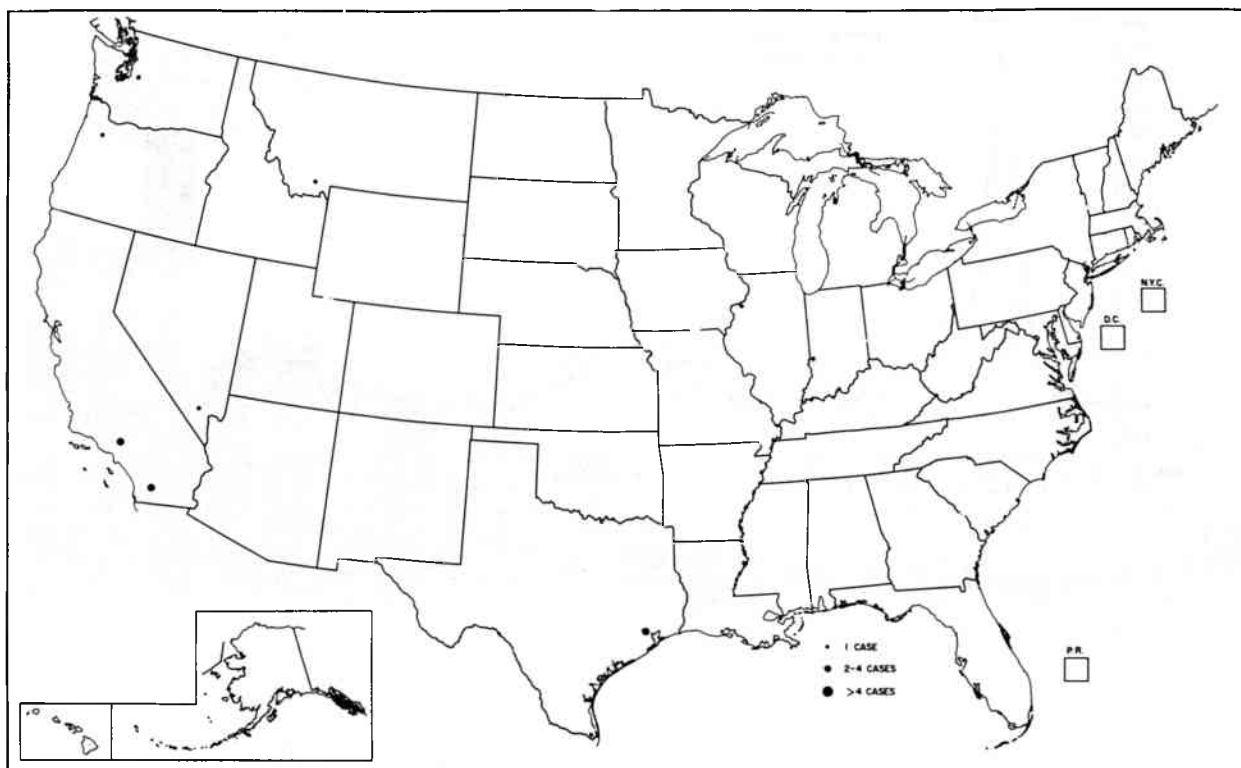 N.Y.C.
D.C.
• 1 CASE
• 2-4 CASES
● >4 CASES
P.R.